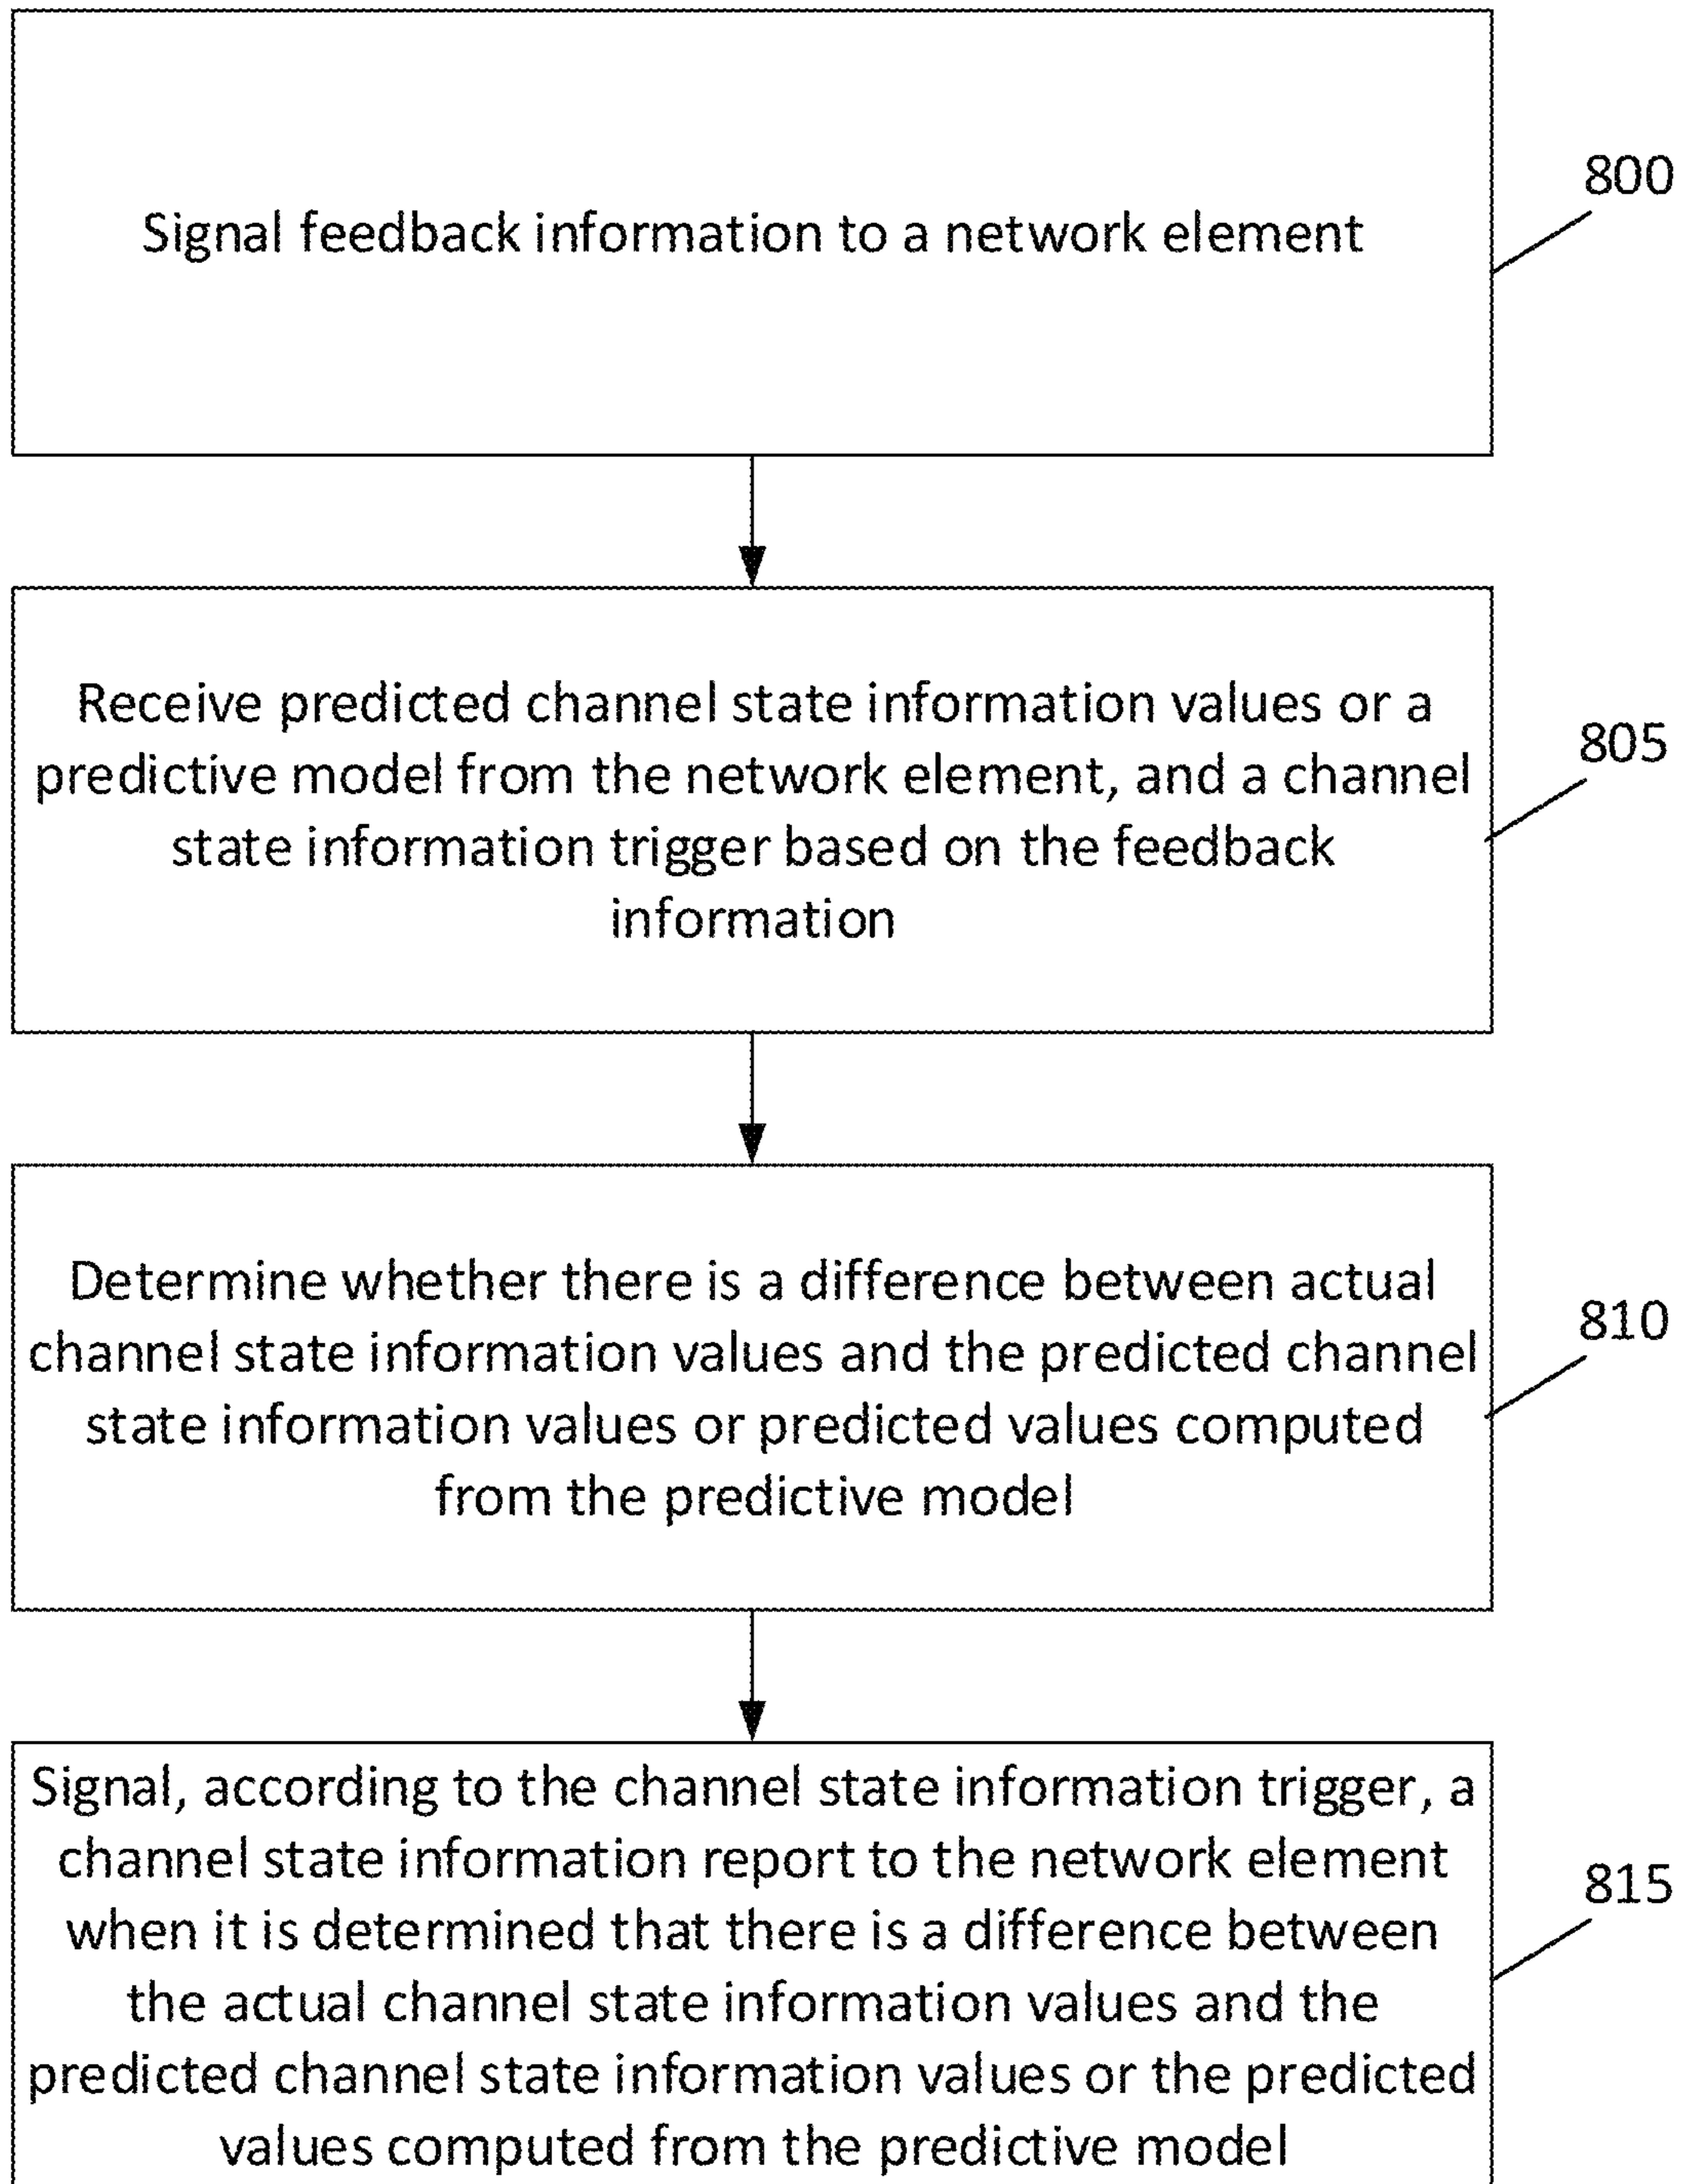 Signal feedback information to a network element
800
Receive predicted channel state information values or a
predictive model from the network element, and a channel
state information trigger based on the feedback
information
805
Determine whether there is a difference between actual
channel state information values and the predicted channel
state information values or predicted values computed
from the predictive model
810
Signal, according to the channel state information trigger, a
channel state information report to the network element
when it is determined that there is a difference between
the actual channel state information values and the
predicted channel state information values or the predicted
values computed from the predictive model
815